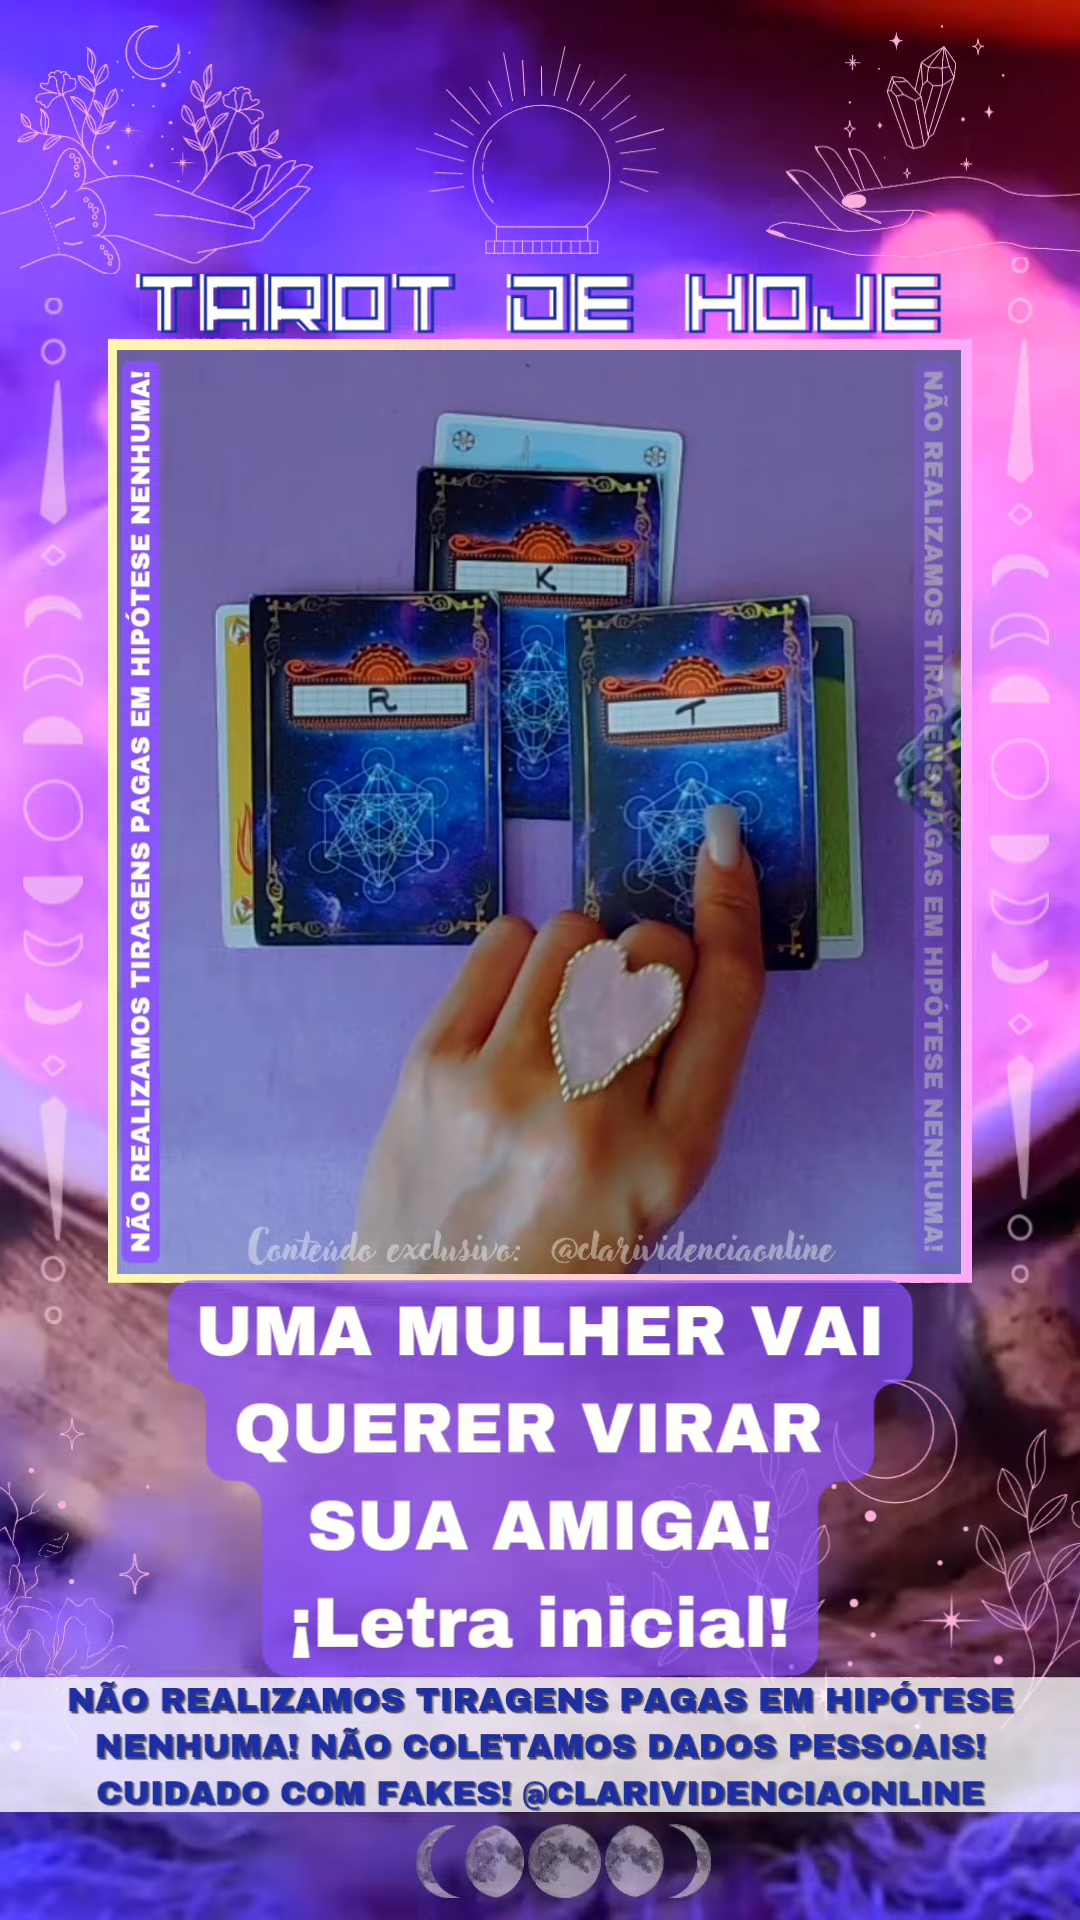 TAROT DE HOJE
NÃO REALIZAMOS TIRAGENS PAGAS EM HIPÓTESE NENHUMA!
NÃO REALIZAMOS TIRAGENS PAGAS EM HIPÓTESE NENHUMA!
K
R
T
Conteúdo exclusivo: @clarividenciaonline
UMA MULHER VAI
QUERER VIRAR
SUA AMIGA!
¡Letra inicial!
NÃO REALIZAMOS TIRAGENS PAGAS EM HIPÓTESE
NENHUMA! NÃO COLETAMOS DADOS PESSOAIS!
CUIDADO COM FAKES! @CLARIVIDENCIAONLINE